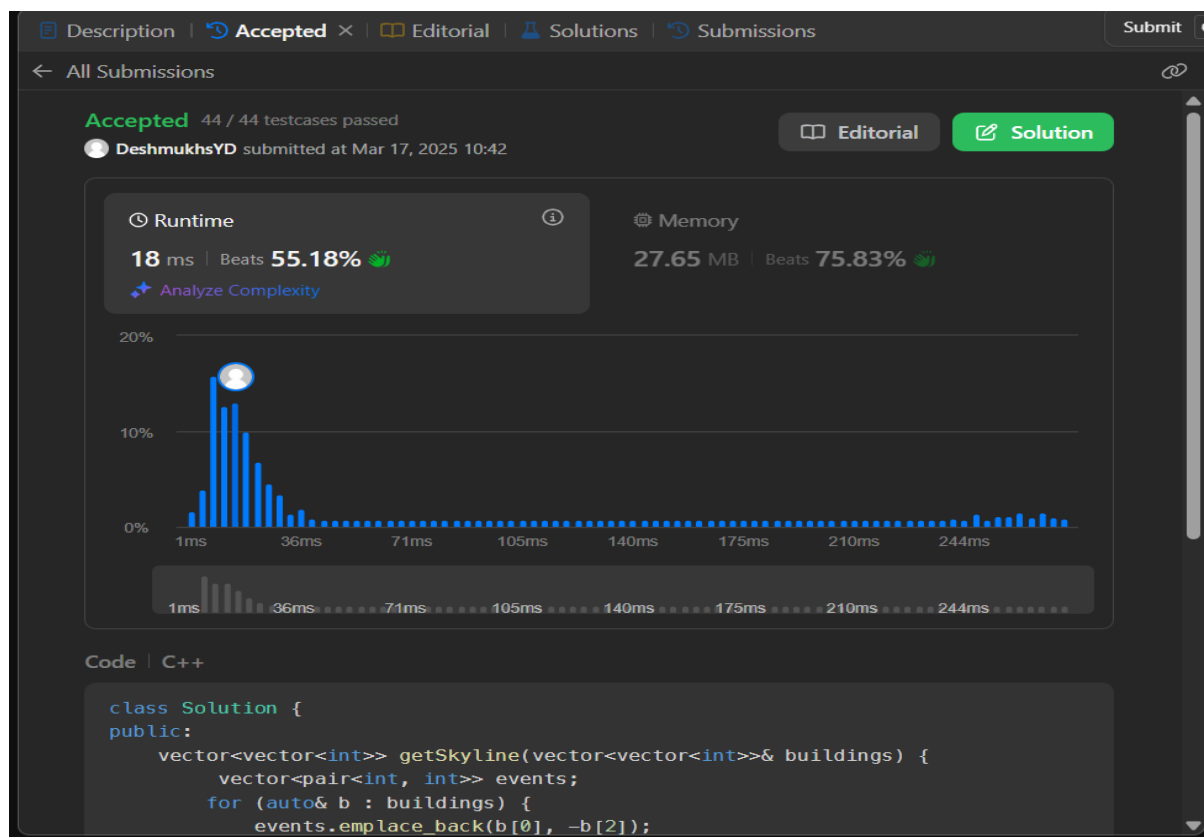 Description | Accepted × | Editorial | Solutions | Submissions Submit
← All Submissions
Accepted 44 / 44 testcases passed
DeshmukhsYD submitted at Mar 17, 2025 10:42
Editorial Solution
Runtime
18 ms | Beats 55.18%
Analyze Complexity
Memory
27.65 MB | Beats 75.83%
20%
10%
0%
1ms 36ms 71ms 105ms 140ms 175ms 210ms 244ms
1ms 36ms 71ms 105ms 140ms 175ms 210ms 244ms
Code | C++
class Solution {
public:
    vector<vector<int>> getSkyline(vector<vector<int>>& buildings) {
         vector<pair<int, int>> events;
        for (auto& b : buildings) {
            events.emplace_back(b[0], -b[2]);